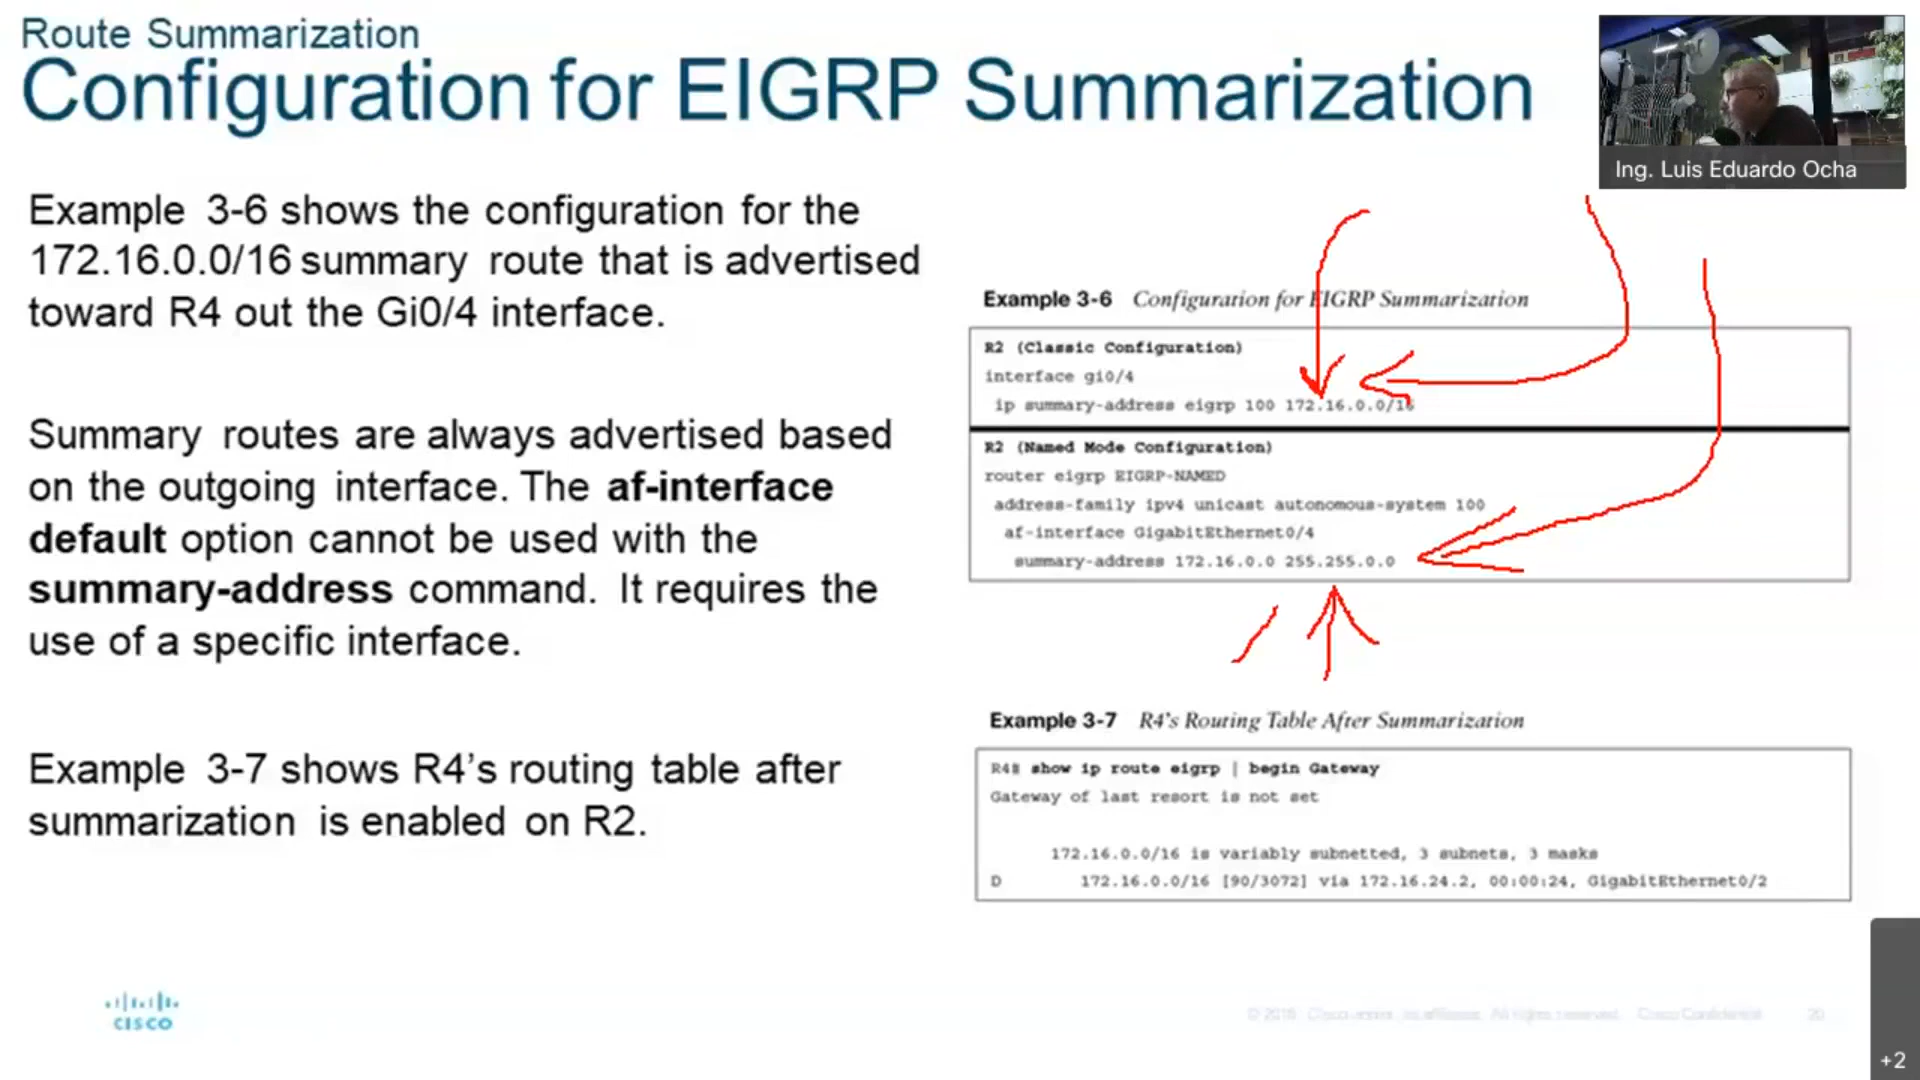 Route Summarization
Configuration for EIGRP Summarization
Ing. Luis Eduardo Ocha
Example 3-6 shows the configuration for the
172.16.0.0/16 summary route that is advertised
toward R4 out the Gi0/4 interface.
Summary routes are always advertised based
on the outgoing interface. The af-interface
default option cannot be used with the
summary-address command. It requires the
use of a specific interface.
Example 3-7 shows R4’s routing table after
summarization is enabled on R2.
Example 3-6 Configuration for EIGRP Summarization
R2 (Classic Configuration)
interface gi0/4
ip summary-address eigrp 100 172.16.0.0/16
R2 (Named Mode Configuration)
router eigrp EIGRP-NAMED
address-family ipv4 unicast autonomous-system 100
af-interface GigabitEthernet0/4
summary-address 172.16.0.0 255.255.0.0
Example 3-7 R4’s Routing Table After Summarization
R4# show ip route eigrp | begin Gateway
Gateway of last resort is not set
172.16.0.0/16 is variably subnetted, 3 subnets, 3 masks
D 172.16.0.0/16 [90/3072] via 172.16.24.2, 00:00:24, GigabitEthernet0/2
CISCO
All rights reserved. Cisco Confidential
+2